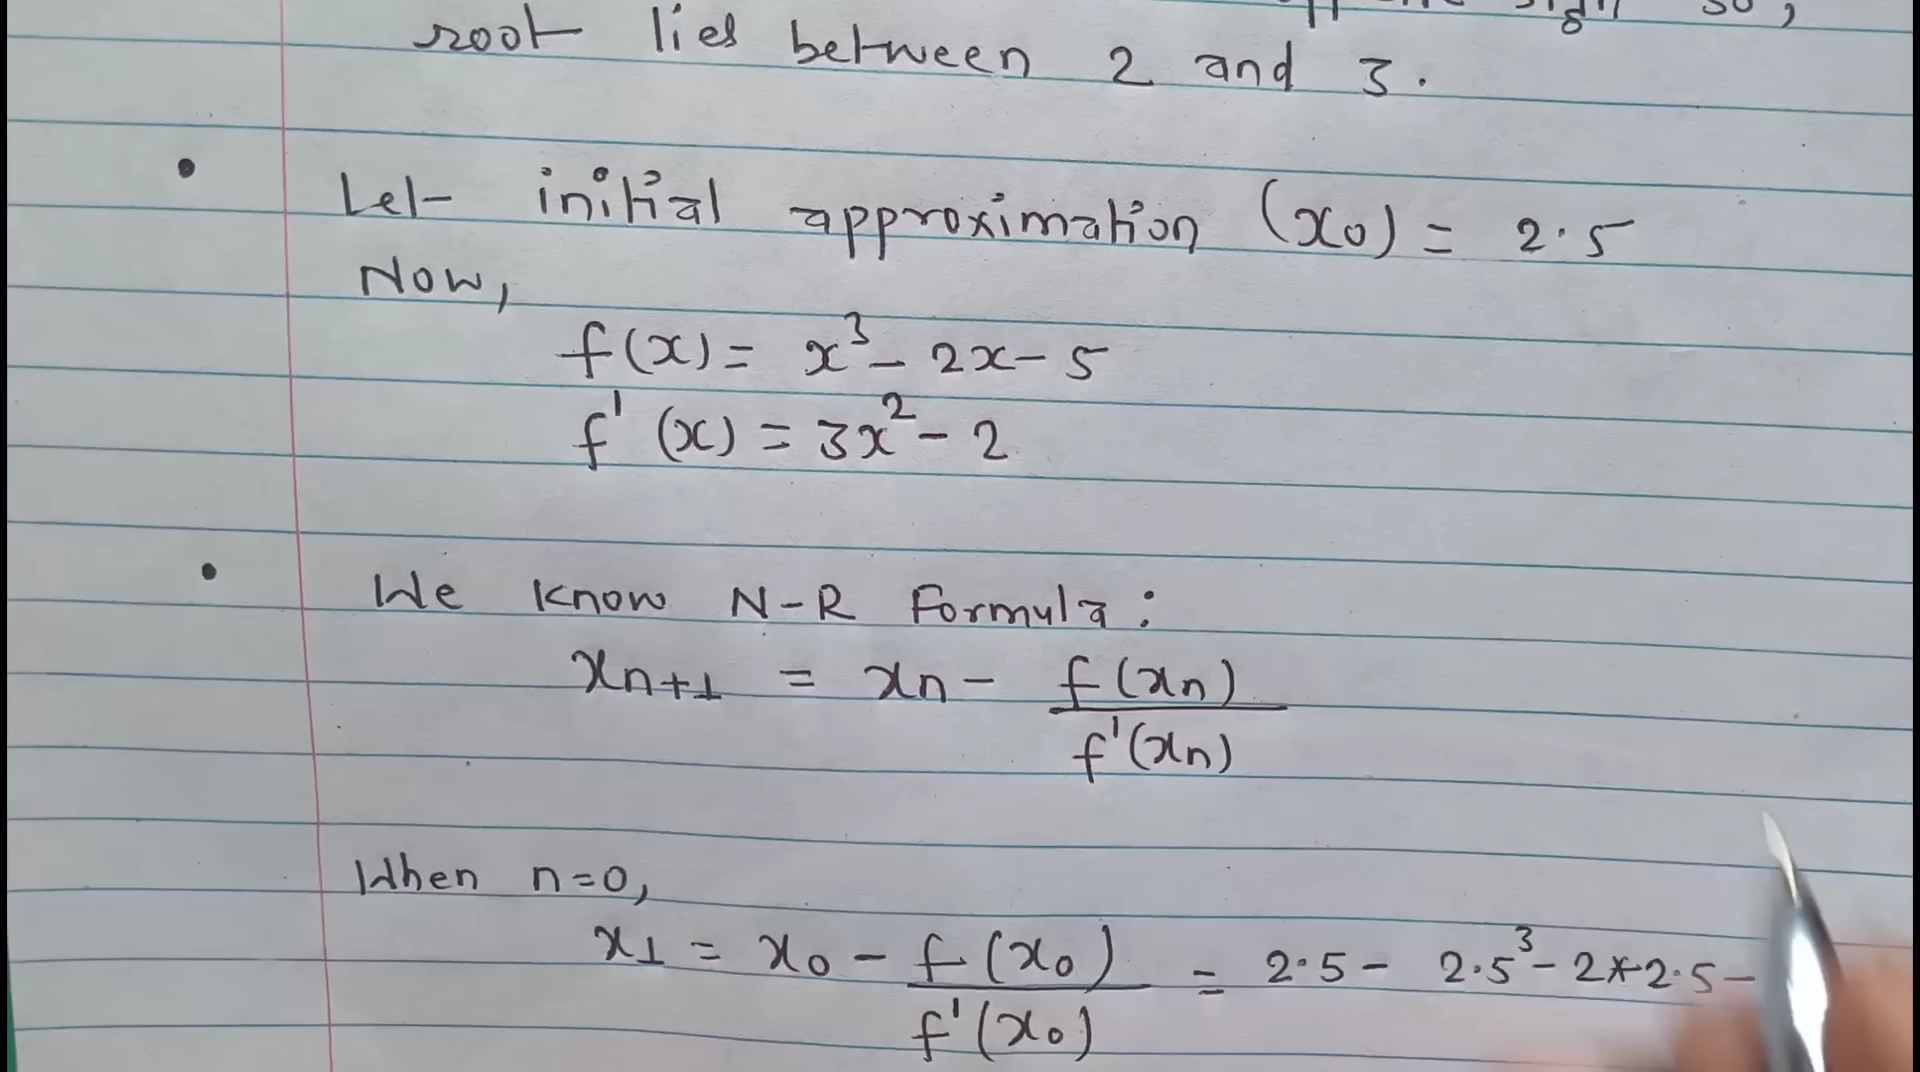 sign so,
root lies between 2 and 3.
• Let initial approximation (x₀) = 2.5
Now,
f(x) = x³ - 2x - 5
f'(x) = 3x² - 2
• We know N-R Formula:
xn+1 = xn - f(xn)
f'(xn)
When n=0,
x1 = x0 - f(x0) = 2.5 - 2.5³ - 2*2.5 -
f'(x0)